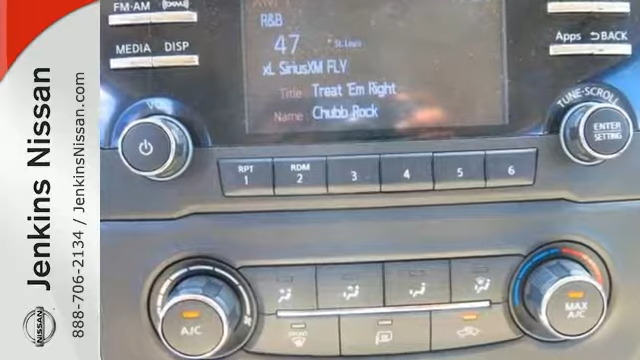 FM·AM
MEDIA
DISP
R&B
47
St.Louis
xL SiriusXM FLY
Title Treat 'Em Right
Name Chubb Rock
Apps
BACK
VOL
TUNE·SCROLL
ENTER
SETTING
RPT
1
RDM
2
3
4
5
6
A/C
FRONT
MAX
A/C
Jenkins Nissan
888-706-2134 / JenkinsNissan.com
NISSAN